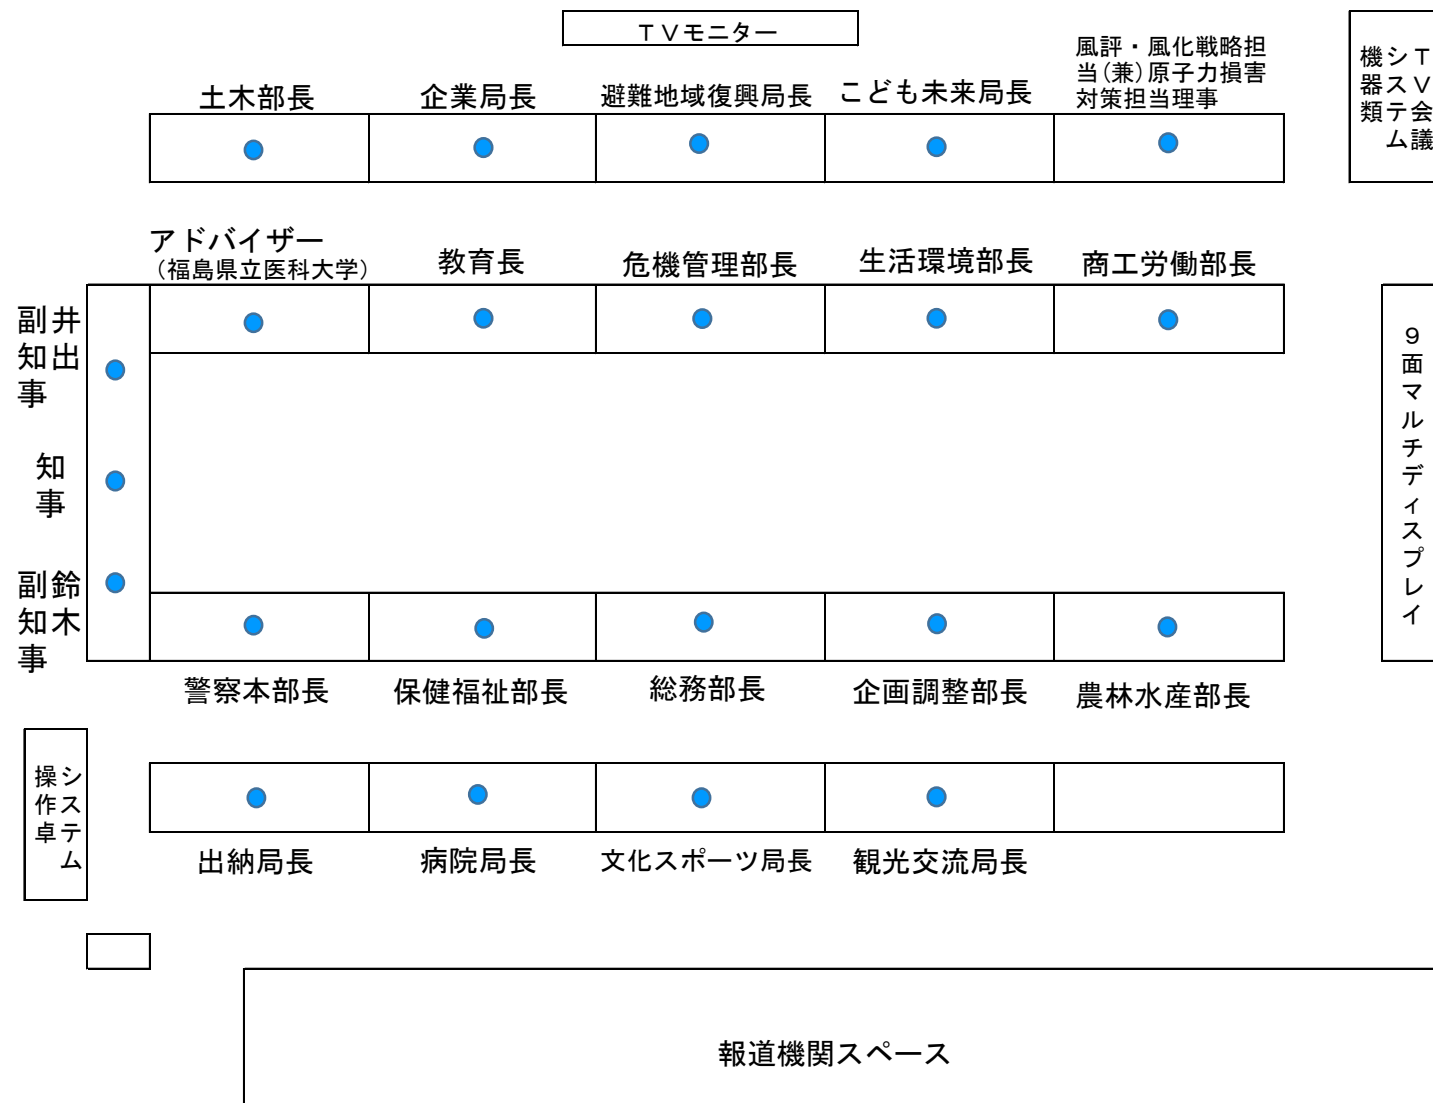 ＴＶモニター
風評・風化戦略担
当(兼)原子力損害
対策担当理事
土木部長
企業局長
避難地域復興局長
こども未来局長
ＴＶ会議
システム
機器類
アドバイザー
（福島県立医科大学）
教育長
危機管理部長
生活環境部長
商工労働部長
井出
副知事
知事
鈴木
副知事
９面マルチディスプレイ
警察本部長
保健福祉部長
総務部長
企画調整部長
農林水産部長
システム
操作卓
出納局長
病院局長
文化スポーツ局長
観光交流局長
報道機関スペース